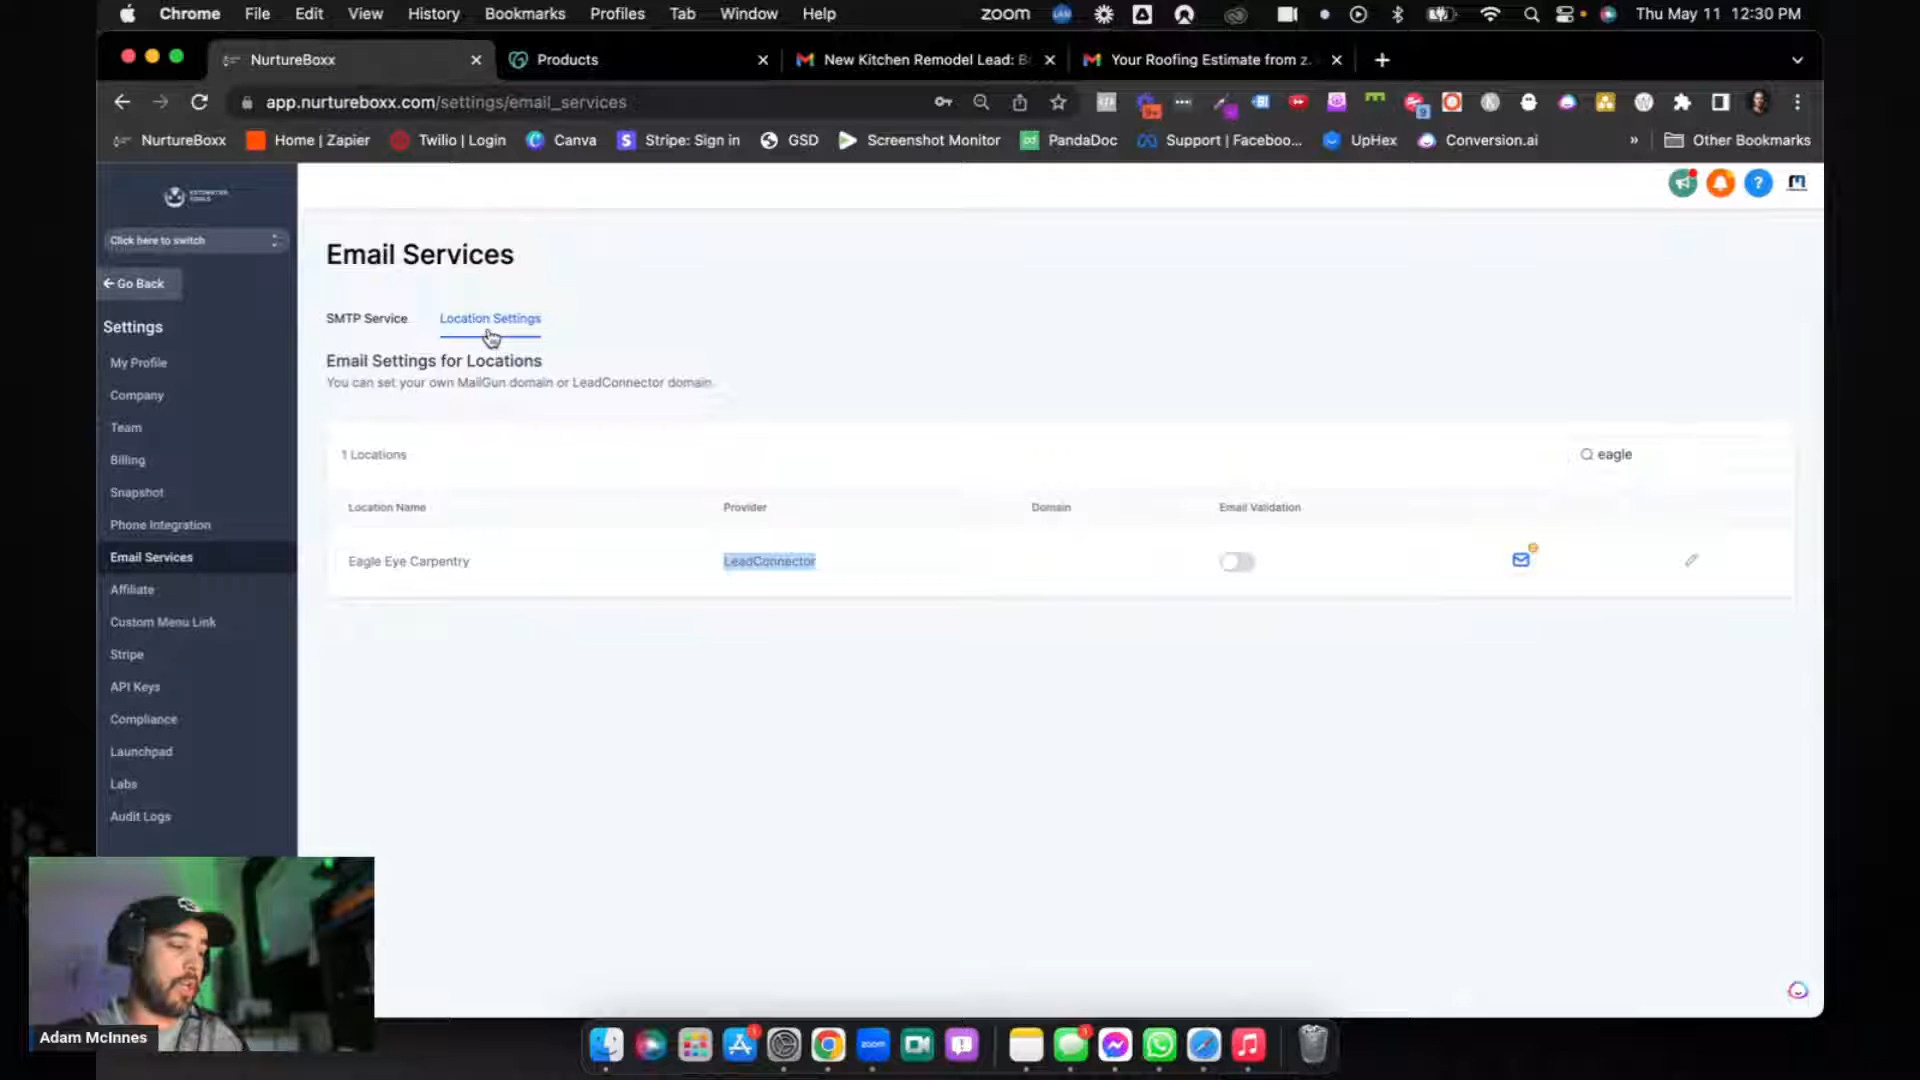 Chrome File Edit View History Bookmarks Profiles Tab Window Help zoom Thu May 11 12:30 PM
NurtureBoxx Products New Kitchen Remodel Lead: B Your Roofing Estimate from z.
app.nurtureboxx.com/settings/email_services
NurtureBoxx Home | Zapier Twilio | Login Canva Stripe: Sign in GSD Screenshot Monitor PandaDoc Support | Faceboo... UpHex Conversion.ai » Other Bookmarks
Click here to switch
Go Back
Settings
My Profile
Company
Team
Billing
Snapshot
Phone Integration
Email Services
Affiliate
Custom Menu Link
Stripe
API Keys
Compliance
Launchpad
Labs
Audit Logs
Email Services
SMTP Service Location Settings
Email Settings for Locations
You can set your own MailGun domain or LeadConnector domain.
1 Locations eagle
Location Name Provider Domain Email Validation
Eagle Eye Carpentry LeadConnector
Adam McInnes
zoom